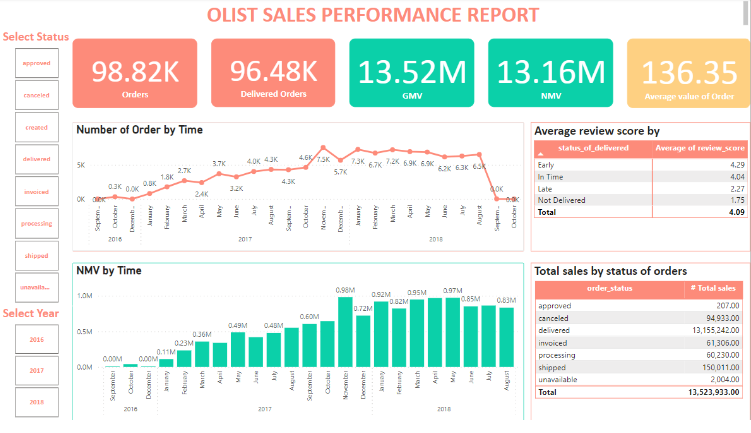 OLIST SALES PERFORMANCE REPORT
Select Status
approved
canceled
created
delivered
invoiced
processing
shipped
unavaila...
Select Year
2016
2017
2018
98.82K
Orders
96.48K
Delivered Orders
13.52M
GMV
13.16M
NMV
136.35
Average value of Order
Number of Order by Time
5K
0K
0.3K 0.0K 0.8K 1.8K 2.7K 2.4K 3.7K 3.2K 4.0K 4.3K 4.3K 4.6K 7.5K 5.7K 7.3K 6.7K 7.2K 6.9K 6.9K 6.2K 6.3K 6.5K 0.0K
Septem... October Decemb... January February March April May June July August Septem... October Novem... Decemb... January February March April May June July August Septe... October
2016 2017 2018
Average review score by
status_of_delivered Average of review_score
Early 4.29
In Time 4.04
Late 2.27
Not Delivered 1.75
Total 4.09
NMV by Time
1.0M
0.5M
0.0M
0.00M 0.00M 0.11M 0.23M 0.36M 0.49M 0.48M 0.60M 0.98M 0.72M 0.92M 0.82M 0.95M 0.97M 0.85M 0.83M
September October December January February March April May June July August September October November December January February March April May June July August
2016 2017 2018
Total sales by status of orders
order_status # Total sales
approved 207.00
canceled 94,933.00
delivered 13,155,242.00
invoiced 61,306.00
processing 60,230.00
shipped 150,011.00
unavailable 2,004.00
Total 13,523,933.00